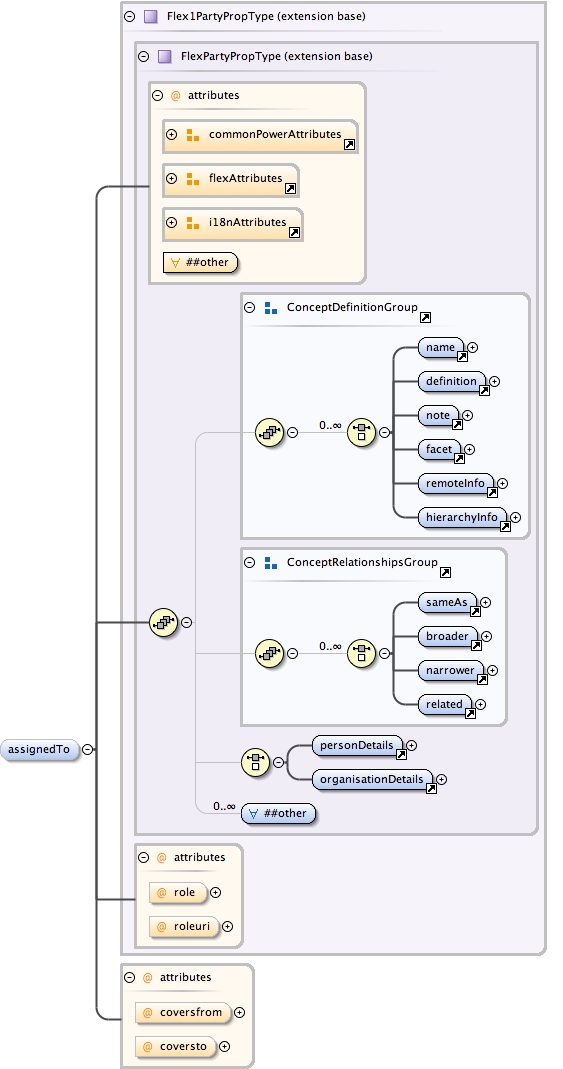 Flex1PartyPropType (extension base)
FlexPartyPropType (extension base)
@ attributes
commonPowerAttributes
flexAttributes
i18nAttributes
∀ ##other
ConceptDefinitionGroup
name
definition
0..∞
note
facet
remoteInfo
hierarchyInfo
ConceptRelationshipsGroup
sameAs
broader
0..∞
narrower
related
assignedTo
personDetails
organisationDetails
0..∞
∀ ##other
@ attributes
@ role
@ roleuri
@ attributes
@ coversfrom
@ coversto